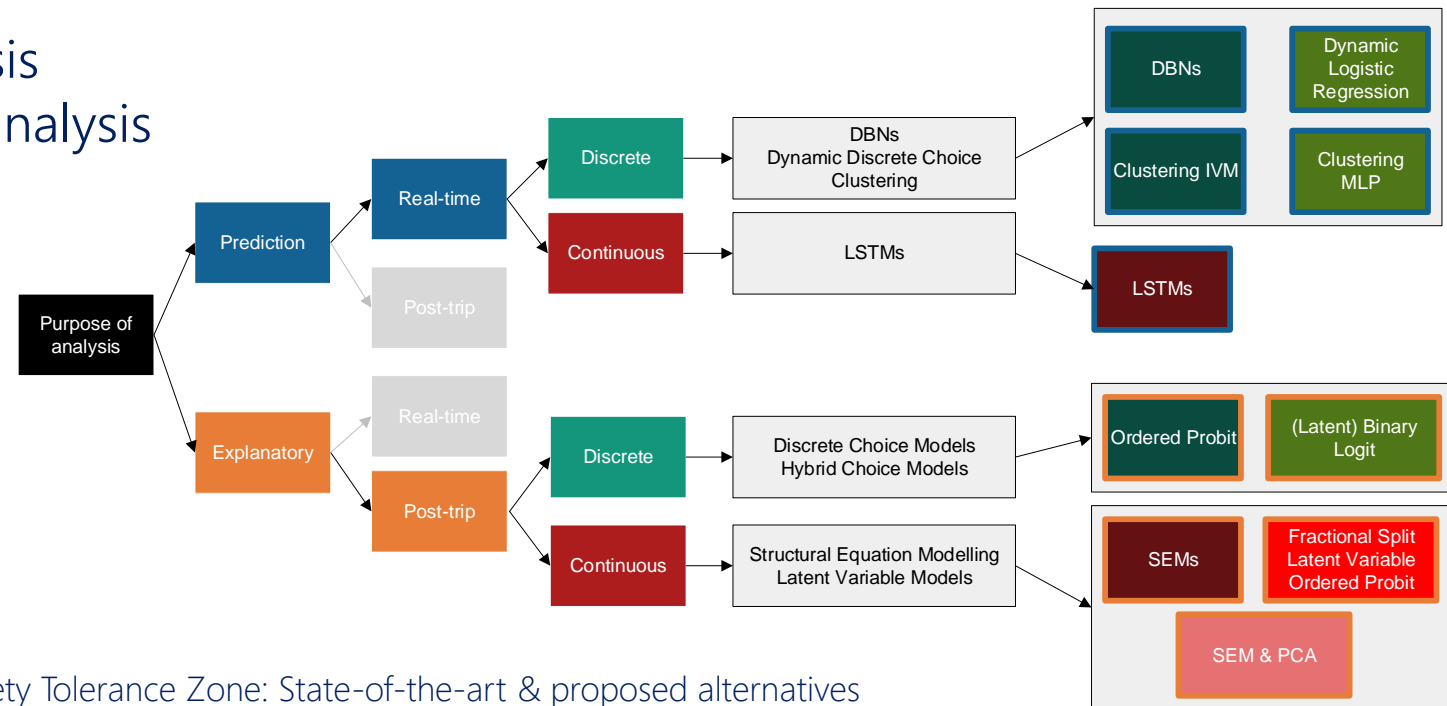 sis
nalysis
Purpose of
analysis
Prediction
Explanatory
Real-time
Post-trip
Real-time
Post-trip
Discrete
Continuous
Discrete
Continuous
DBNs
Dynamic Discrete Choice
Clustering
LSTMs
Discrete Choice Models
Hybrid Choice Models
Structural Equation Modelling
Latent Variable Models
DBNs
Dynamic
Logistic
Regression
Clustering IVM
Clustering
MLP
LSTMs
Ordered Probit
(Latent) Binary
Logit
SEMs
Fractional Split
Latent Variable
Ordered Probit
SEM & PCA
ety Tolerance Zone: State-of-the-art & proposed alternatives